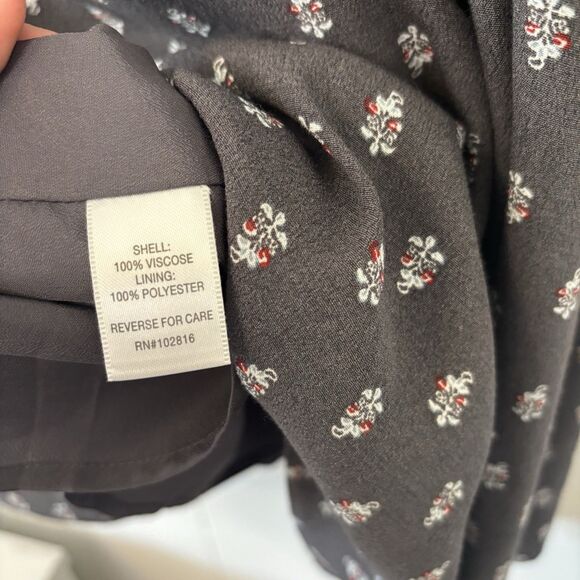 SHELL:
100% VISCOSE
LINING:
100% POLYESTER
REVERSE FOR CARE
RN#102816